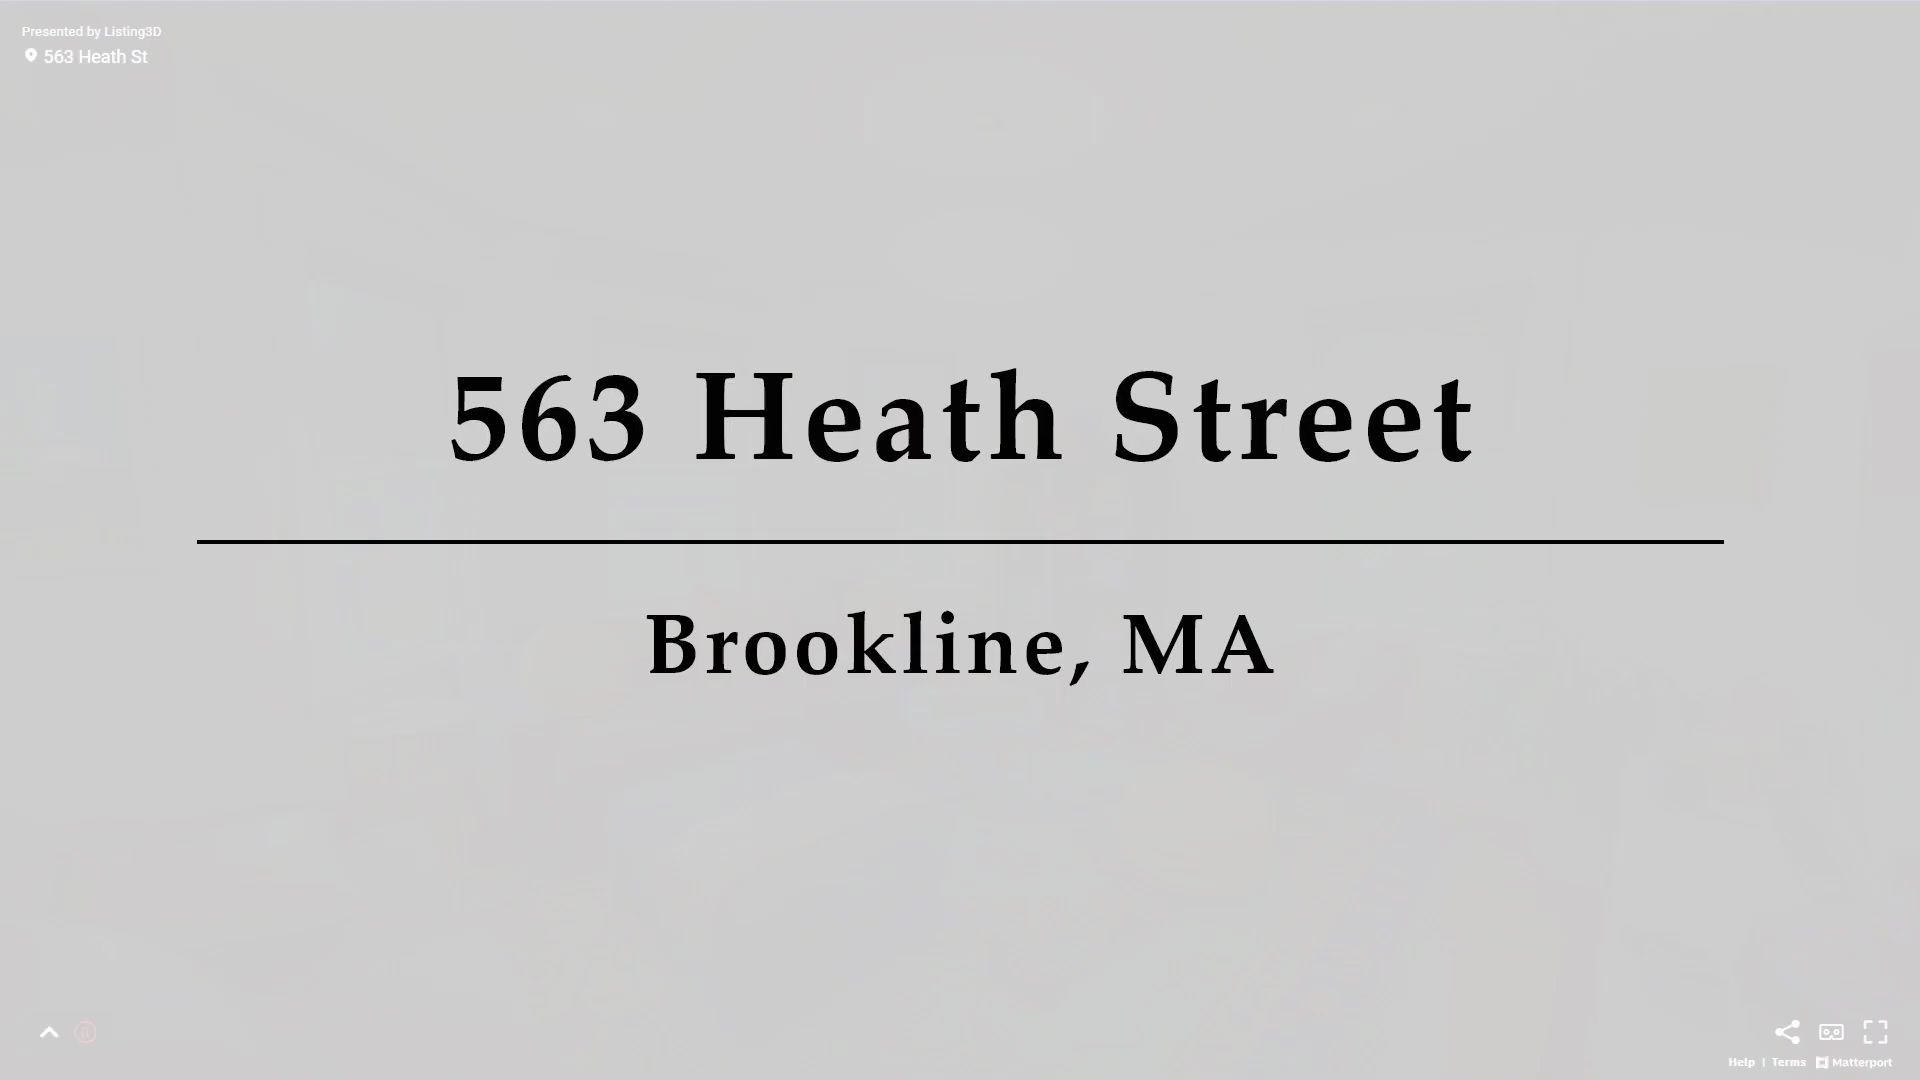 Presented by Listing3D
563 Heath St
563 Heath Street
Brookline, MA
Help | Terms Matterport